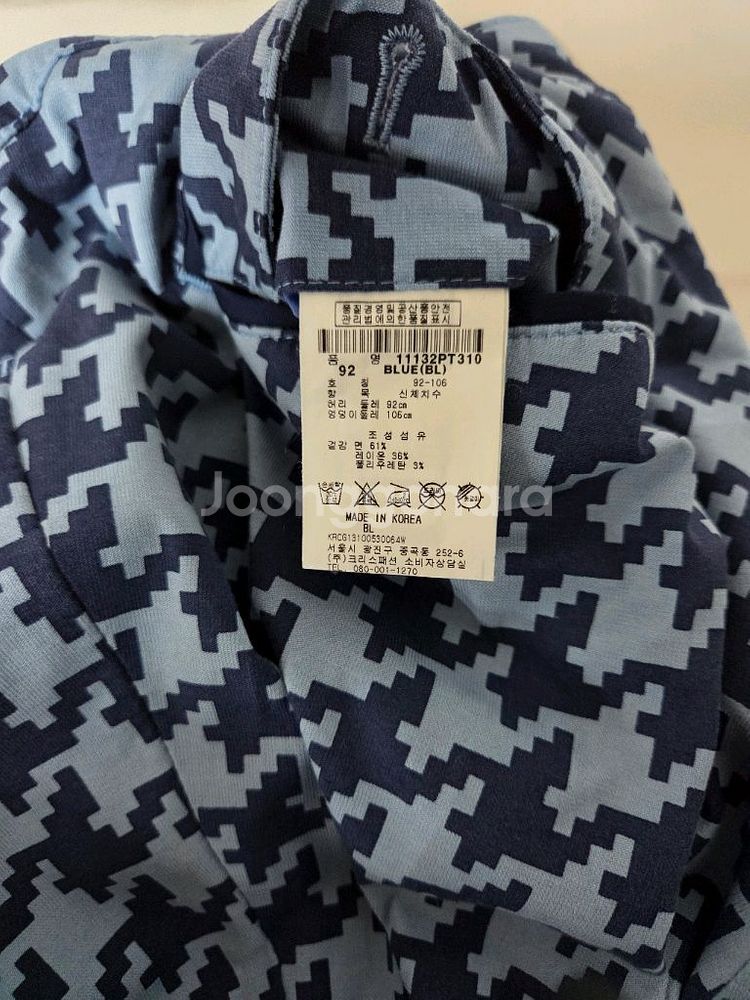 품질경영및공산품안전
관리법에의한품질표시
품 명 11132PT310
92 BLUE(BL)
호 칭 92-106
항 목 신체치수
허리 둘레 92cm
엉덩이둘레 106cm
조성섬유
겉감 면 61%
레이온 36%
폴리우레탄 3%
Joonggonara
MADE IN KOREA
BL
KRCG13100530064W
서울시 광진구 중곡동 252-6
(주)크리스패션 소비자상담실
TEL. 080-001-1270